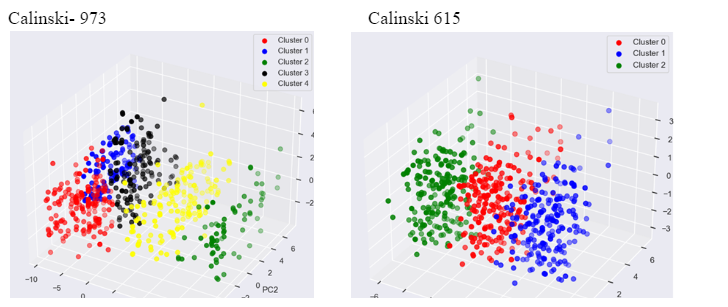 Calinski- 973
Calinski 615
Cluster 0
Cluster 1
Cluster 2
Cluster 3
Cluster 4
4
2
0
−2
−10
−5
0
−2
0
2
4
6
PC2
Cluster 0
Cluster 1
Cluster 2
3
2
1
0
−1
−2
−3
−6
2
4
6